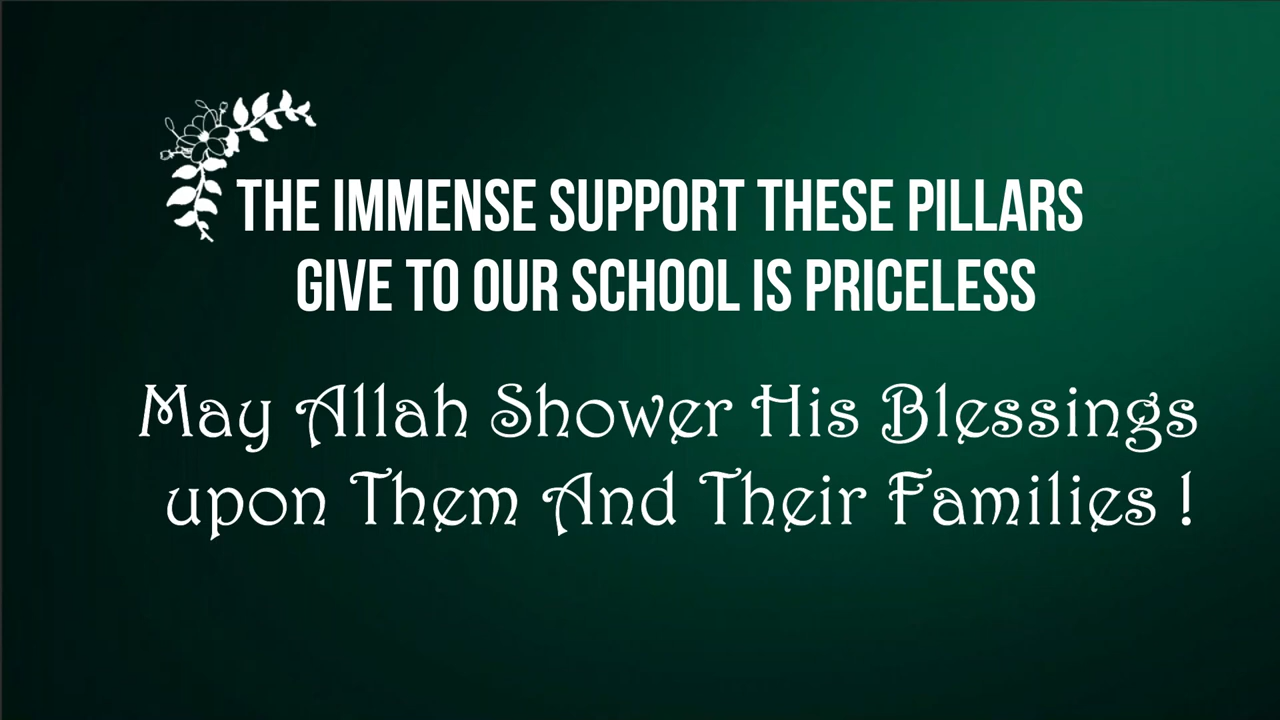 THE IMMENSE SUPPORT THESE PILLARS
GIVE TO OUR SCHOOL IS PRICELESS
May Allah Shower His Blessings
upon Them And Their Families !